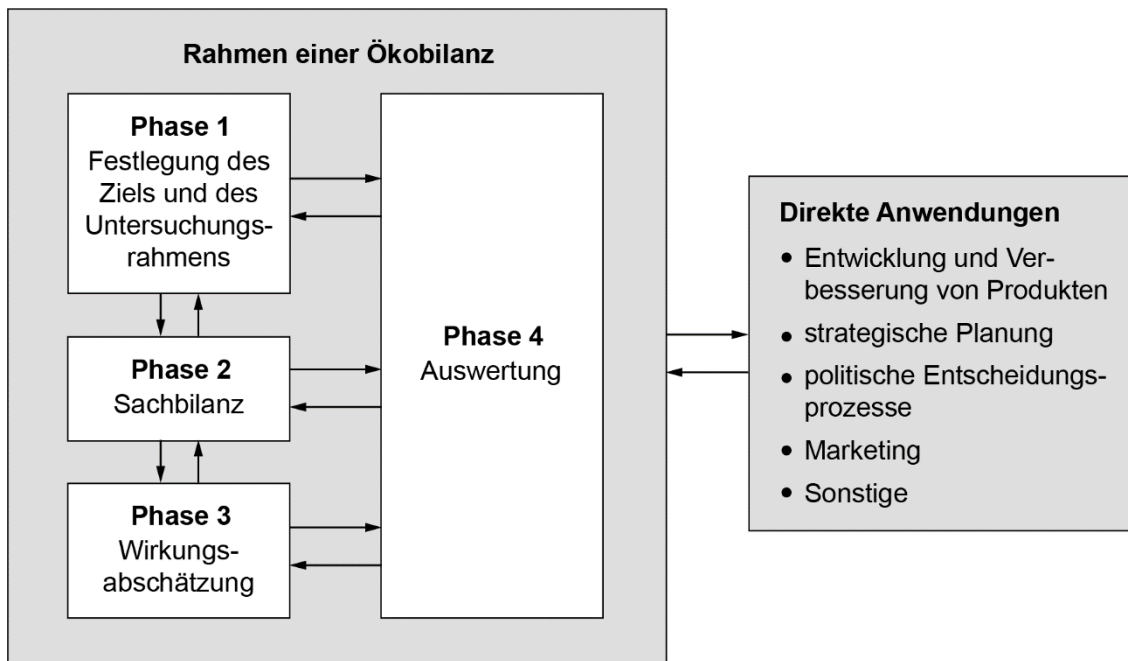 Rahmen einer Ökobilanz
Phase 1
Festlegung des
Ziels und des
Untersuchungs-
rahmens
Phase 2
Sachbilanz
Phase 3
Wirkungs-
abschätzung
Phase 4
Auswertung
Direkte Anwendungen
• Entwicklung und Ver-
besserung von Produkten
• strategische Planung
• politische Entscheidungs-
prozesse
• Marketing
• Sonstige